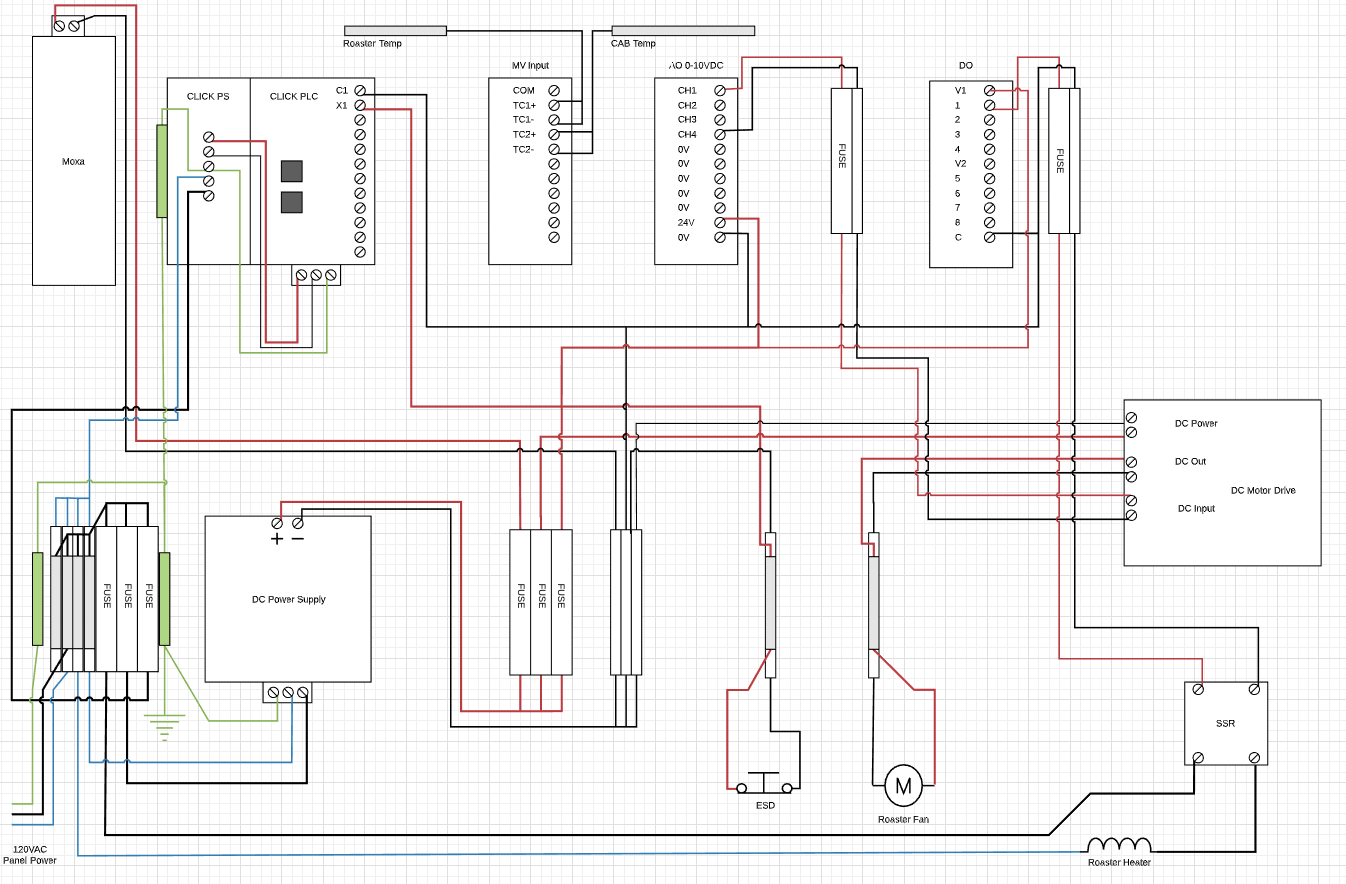 Roaster Temp
CAB Temp
MV Input
AO 0-10VDC
DO
Moxa
CLICK PS
CLICK PLC
C1
X1
COM
TC1+
TC1-
TC2+
TC2-
CH1
CH2
CH3
CH4
0V
0V
0V
0V
0V
24V
0V
FUSE
V1
1
2
3
4
V2
5
6
7
8
C
FUSE
DC Power
DC Out
DC Motor Drive
DC Input
+ −
DC Power Supply
FUSE
FUSE
FUSE
FUSE
FUSE
FUSE
SSR
M
ESD
Roaster Fan
120VAC
Panel Power
Roaster Heater